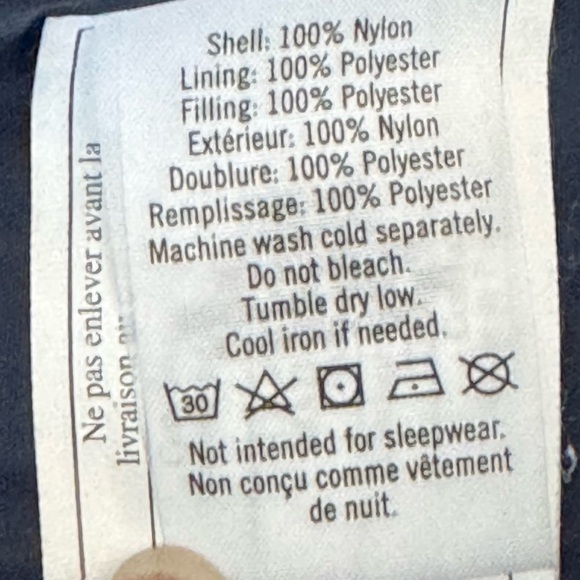 Shell: 100% Nylon
Lining: 100% Polyester
Filling: 100% Polyester
Extérieur: 100% Nylon
Doublure: 100% Polyester
Remplissage: 100% Polyester
Machine wash cold separately.
Do not bleach.
Tumble dry low.
Cool iron if needed.
30
Not intended for sleepwear.
Non conçu comme vêtement
de nuit.
Ne pas enlever avant la
livraison